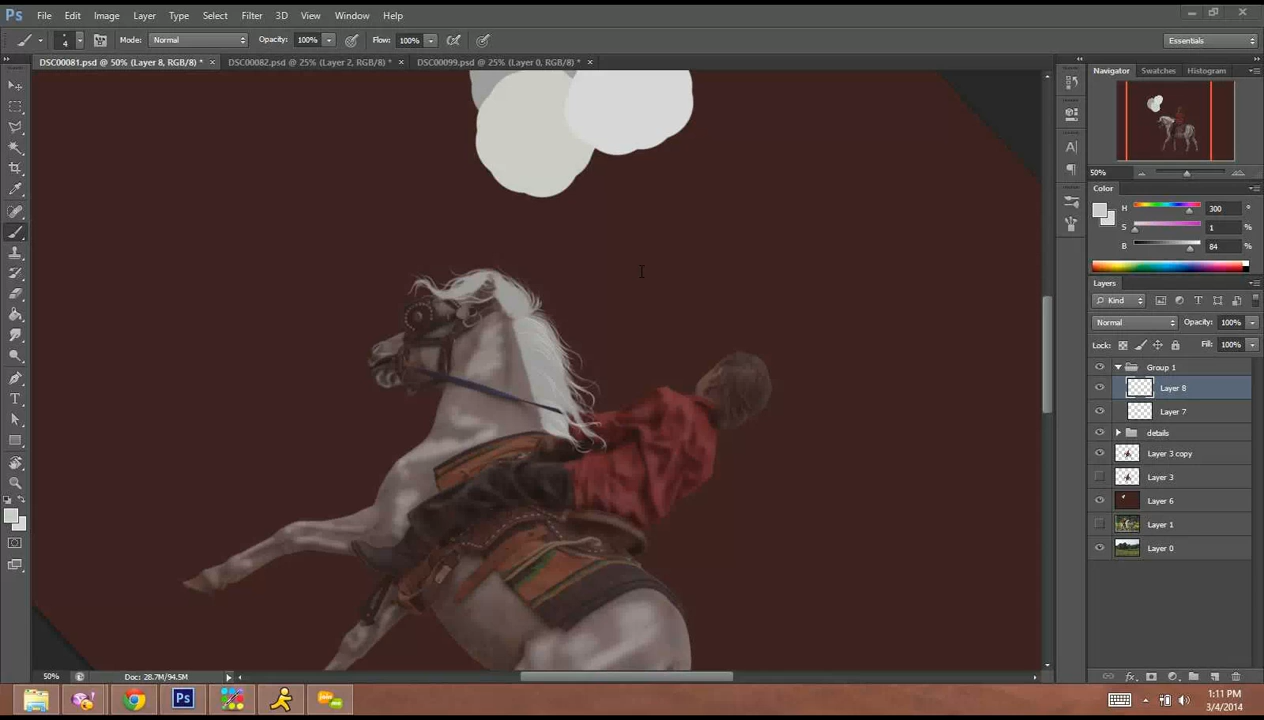 Ps File Edit Image Layer Type Select Filter 3D View Window Help
4 Mode: Normal Opacity: 100% Flow: 100% Essentials
DSC00081.psd @ 50% (Layer 8, RGB/8) * × DSC00082.psd @ 25% (Layer 2, RGB/8) * × DSC00099.psd @ 25% (Layer 0, RGB/8) * ×
Navigator Swatches Histogram
50%
Color
H 300 °
S 1 %
B 84 %
Layers
Kind
Normal Opacity: 100%
Lock: Fill: 100%
Group 1
Layer 8
Layer 7
details
Layer 3 copy
Layer 3
Layer 6
Layer 1
Layer 0
50% Doc: 28.7M/94.5M
Ps
1:11 PM
3/4/2014